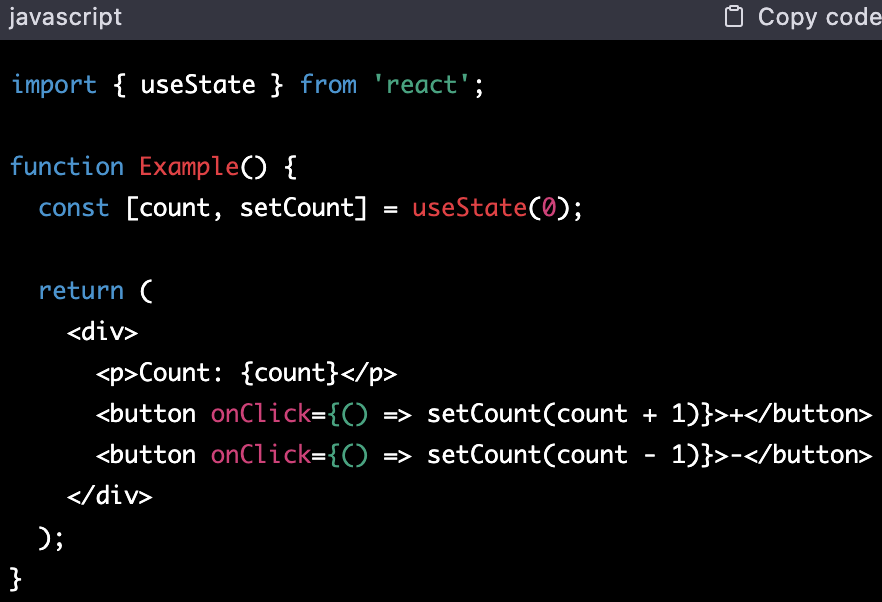 javascript
Copy code
import { useState } from 'react';
function Example() {
  const [count, setCount] = useState(0);
  return (
    <div>
      <p>Count: {count}</p>
      <button onClick={() => setCount(count + 1)}>+</button>
      <button onClick={() => setCount(count - 1)}>-</button>
    </div>
  );
}